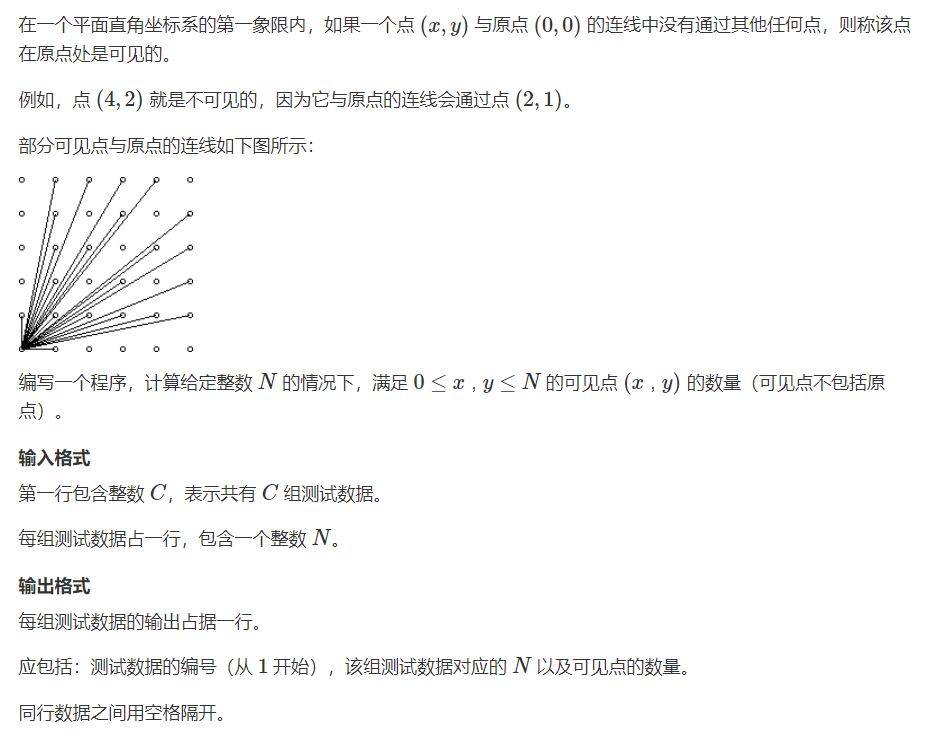 在一个平面直角坐标系的第一象限内，如果一个点 (x, y) 与原点 (0, 0) 的连线中没有通过其他任何点，则称该点
在原点处是可见的。
例如，点 (4, 2) 就是不可见的，因为它与原点的连线会通过点 (2, 1)。
部分可见点与原点的连线如下图所示：
编写一个程序，计算给定整数 N 的情况下，满足 0 ≤ x , y ≤ N 的可见点 (x , y) 的数量（可见点不包括原
点）。
输入格式
第一行包含整数 C，表示共有 C 组测试数据。
每组测试数据占一行，包含一个整数 N。
输出格式
每组测试数据的输出占据一行。
应包括：测试数据的编号（从 1 开始），该组测试数据对应的 N 以及可见点的数量。
同行数据之间用空格隔开。